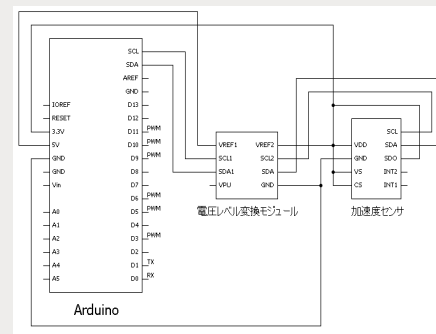 SCL
SDA
AREF
GND
IOREF
D13
RESET
D12
3.3V
D11
PWM
5V
D10
PWM
GND
D9
PWM
GND
D8
Vin
D7
D6
PWM
A0
D5
PWM
A1
D4
A2
D3
PWM
A3
D2
A4
D1
TX
A5
D0
RX
Arduino
VREF1
VREF2
SCL1
SCL2
SDA1
SDA
VPU
GND
電圧レベル変換モジュール
SCL
VDD
SDA
GND
SDO
VS
INT2
CS
INT1
加速度センサ